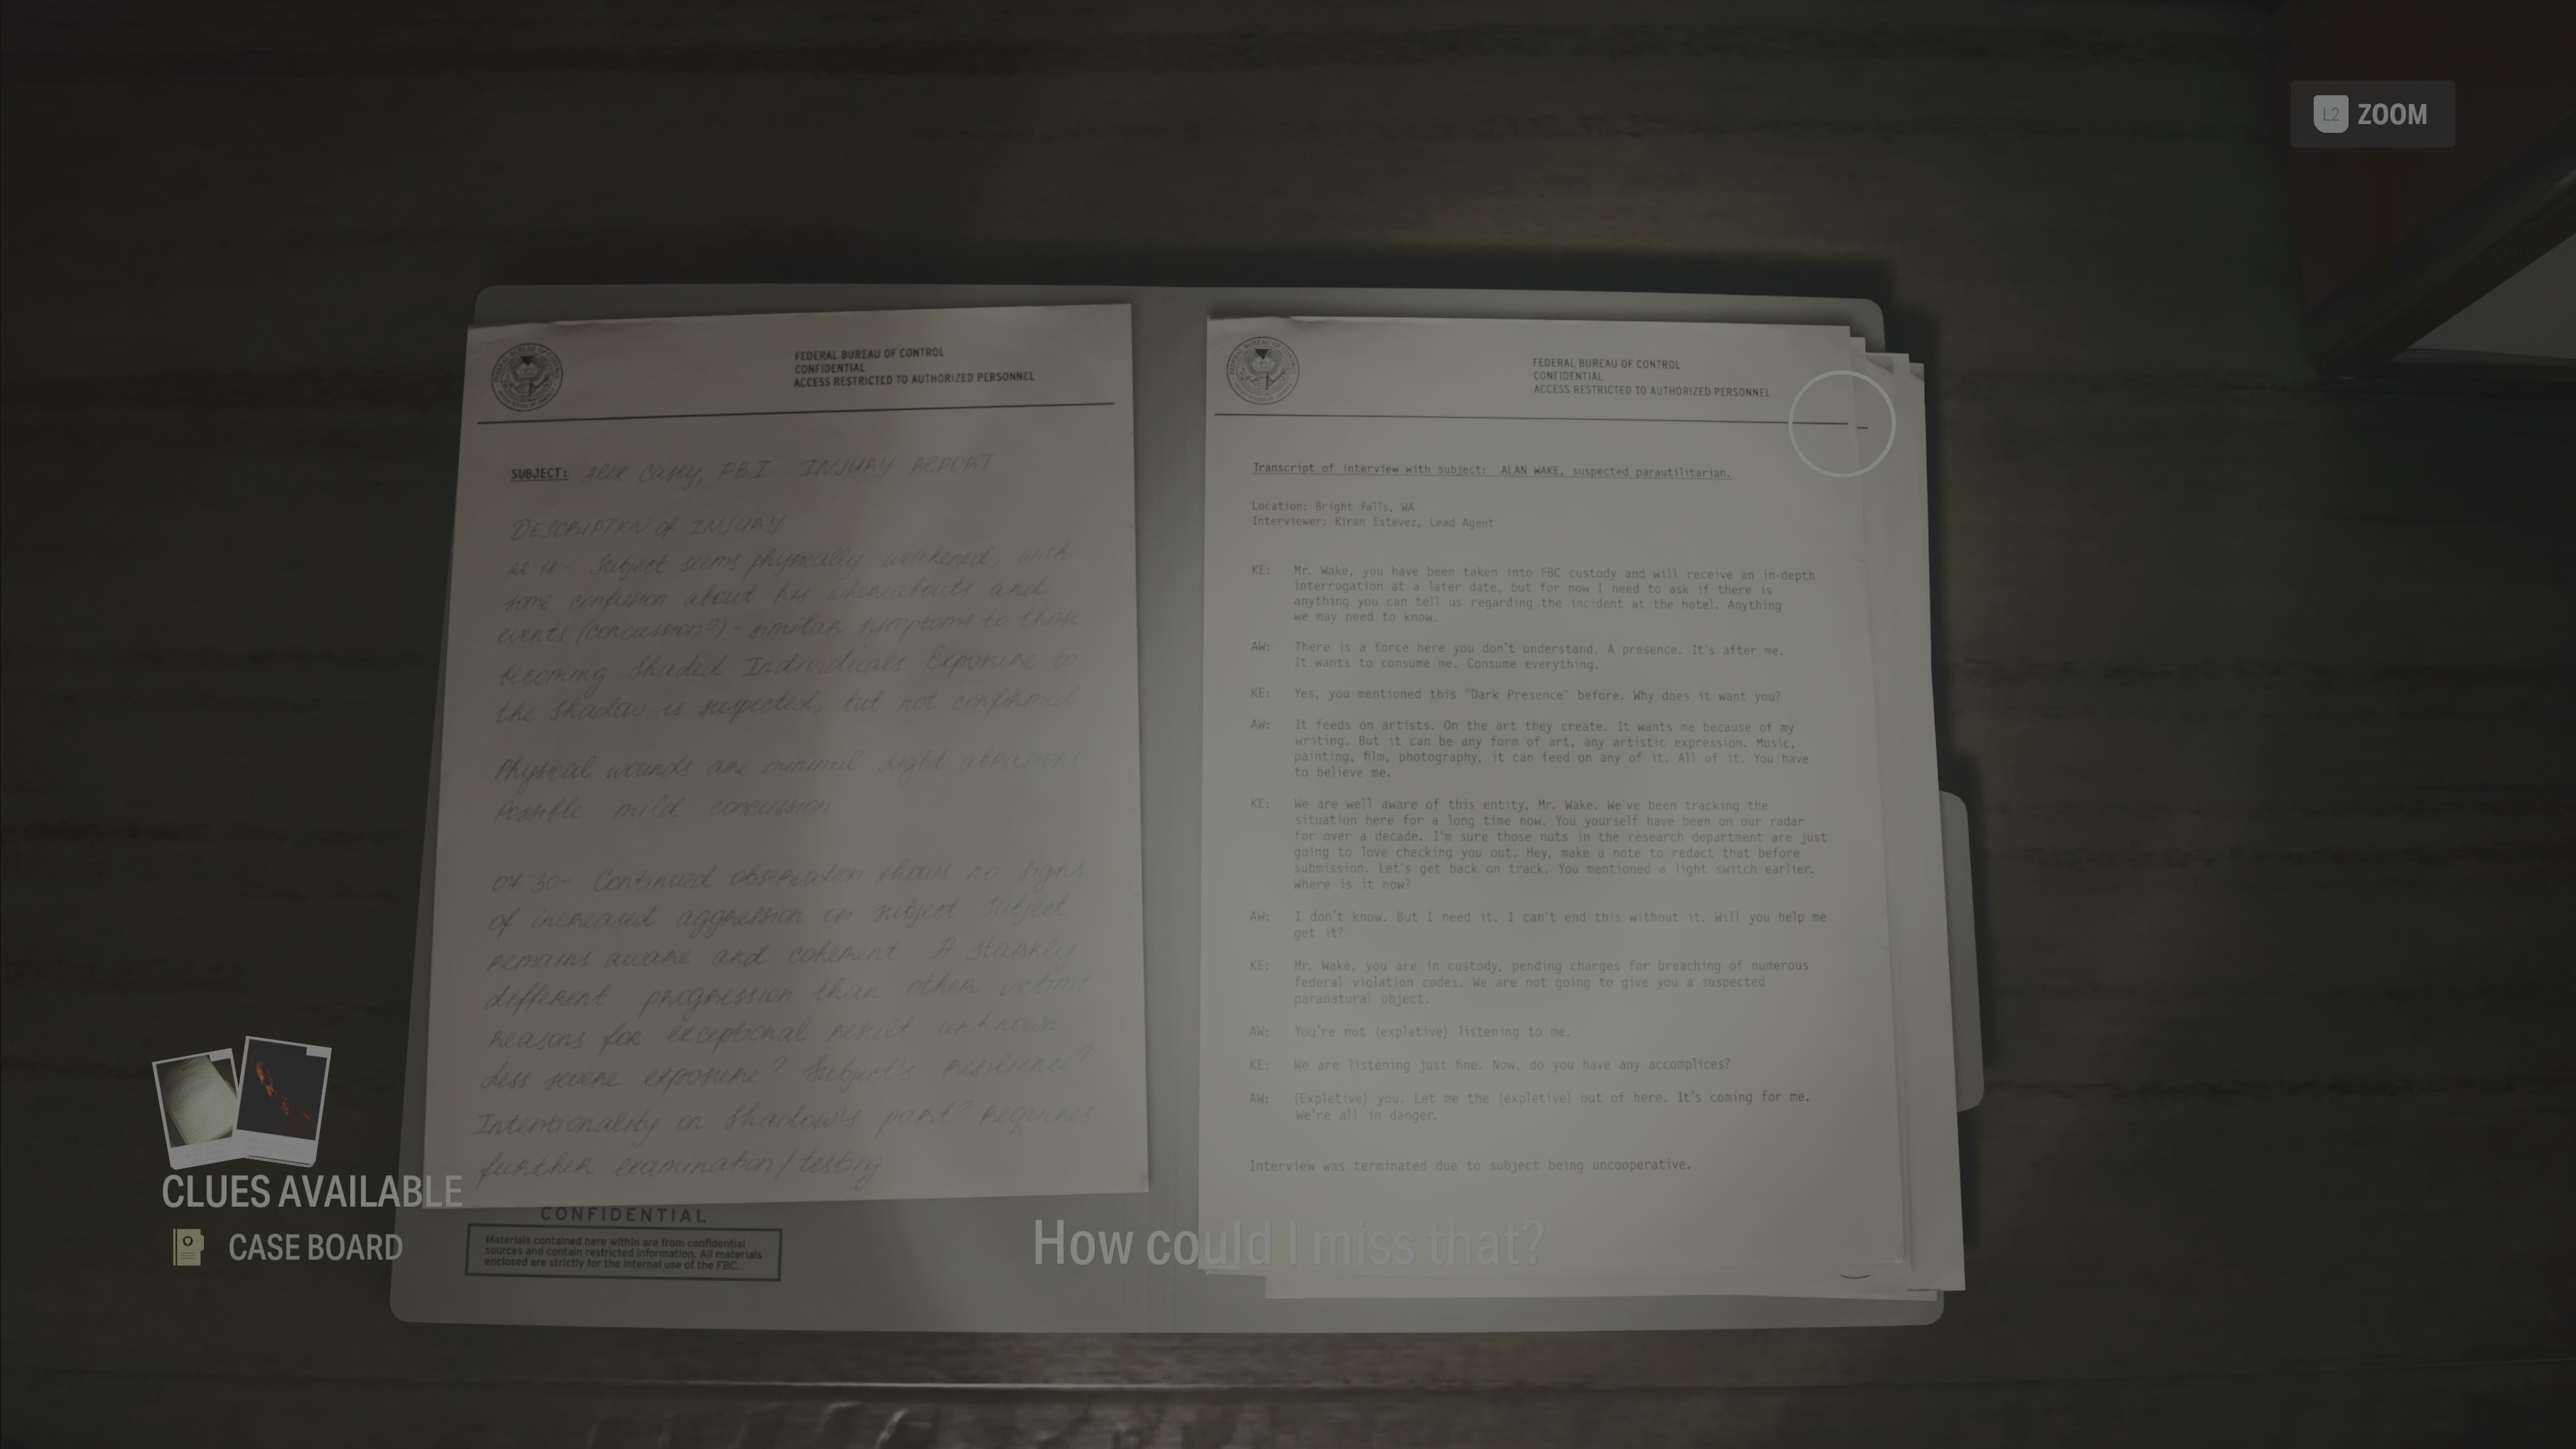 L2 ZOOM
FEDERAL BUREAU OF CONTROL
CONFIDENTIAL
ACCESS RESTRICTED TO AUTHORIZED PERSONNEL
SUBJECT: Alex Casey, FBI INJURY REPORT
DESCRIPTION of INJURY
22 18 - Subject seems physically weakened, with
some confusion about his whereabouts and
events (concussion?) - similar symptoms to those
becoming Shaded Individuals Exposure to
the Shadow is suspected, but not confirmed
Physical wounds are minimal light abrasions
Possible mild concussion
07 30 - Continued observation shows no signs
of increased aggression in subject Subject
remains aware and coherent A starkly
different progression than other victims
reasons for exceptional result unknown
Less severe exposure? Subject's resilience?
Intentionality on Shadow's part? Requires
further examination/testing
CONFIDENTIAL
Materials contained here within are from confidential
sources and contain restricted information. All materials
enclosed are strictly for the internal use of the FBC.
FEDERAL BUREAU OF CONTROL
CONFIDENTIAL
ACCESS RESTRICTED TO AUTHORIZED PERSONNEL
Transcript of interview with subject: ALAN WAKE, suspected parautilitarian.
Location: Bright Falls, WA
Interviewer: Kiran Estevez, Lead Agent
KE: Mr. Wake, you have been taken into FBC custody and will receive an in-depth
interrogation at a later date, but for now I need to ask if there is
anything you can tell us regarding the incident at the hotel. Anything
we may need to know.
AW: There is a force here you don't understand. A presence. It's after me.
It wants to consume me. Consume everything.
KE: Yes, you mentioned this "Dark Presence" before. Why does it want you?
AW: It feeds on artists. On the art they create. It wants me because of my
writing. But it can be any form of art, any artistic expression. Music,
painting, film, photography, it can feed on any of it. All of it. You have
to believe me.
KE: We are well aware of this entity, Mr. Wake. We've been tracking the
situation here for a long time now. You yourself have been on our radar
for over a decade. I'm sure those nuts in the research department are just
going to love checking you out. Hey, make a note to redact that before
submission. Let's get back on track. You mentioned a light switch earlier.
Where is it now?
AW: I don't know. But I need it. I can't end this without it. Will you help me
get it?
KE: Mr. Wake, you are in custody, pending charges for breaching of numerous
federal violation codes. We are not going to give you a suspected
paranatural object.
AW: You're not (expletive) listening to me.
KE: We are listening just fine. Now, do you have any accomplices?
AW: (Expletive) you. Let me the (expletive) out of here. It's coming for me.
We're all in danger.
Interview was terminated due to subject being uncooperative.
CLUES AVAILABLE
CASE BOARD
How could I miss that?